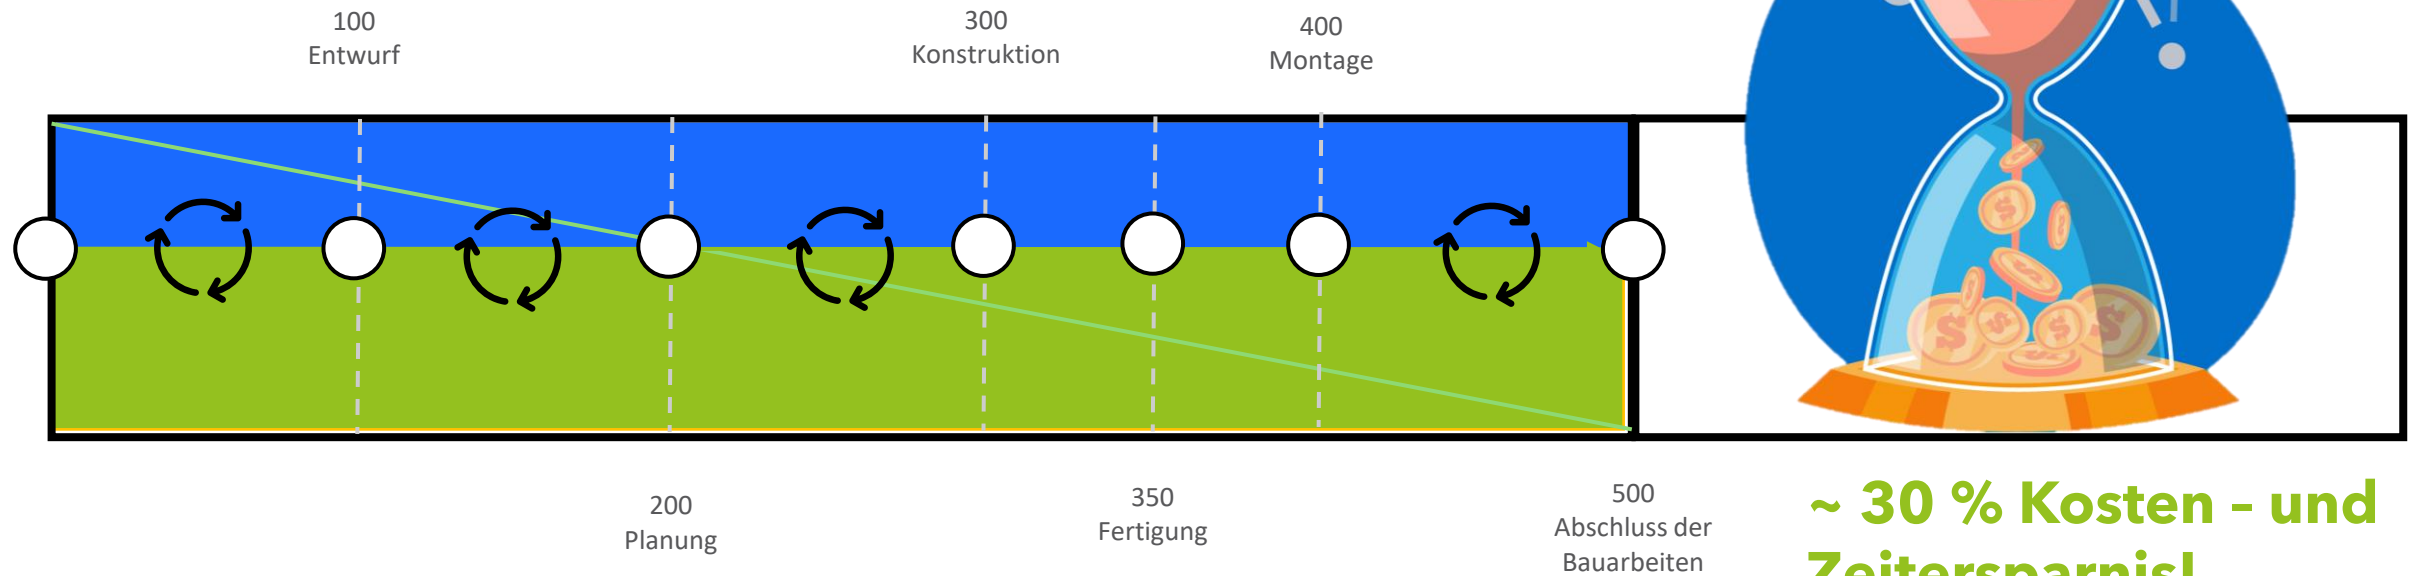 100
Entwurf
300
Konstruktion
400
Montage
200
Planung
350
Fertigung
500
Abschluss der
Bauarbeiten
~ 30 % Kosten – und
Zeitersparnis!